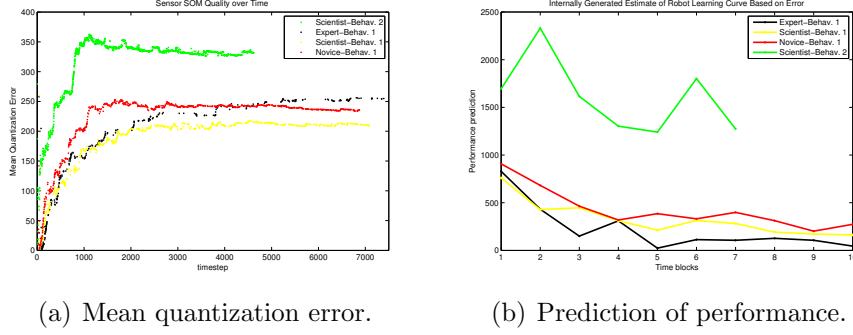 Sensor SOM Quality over Time
400
350
300
250
200
150
100
50
0
Mean Quantization Error
Scientist-Behav. 2
Expert-Behav. 1
Scientist-Behav. 1
Novice-Behav. 1
0 1000 2000 3000 4000 5000 6000 7000
timestep
(a) Mean quantization error.
Internally Generated Estimate of Robot Learning Curve Based on Error
2500
2000
1500
1000
500
0
Performance prediction
Expert-Behav. 1
Scientist-Behav. 1
Novice-Behav. 1
Scientist-Behav. 2
1 2 3 4 5 6 7 8 9 10
Time blocks
(b) Prediction of performance.